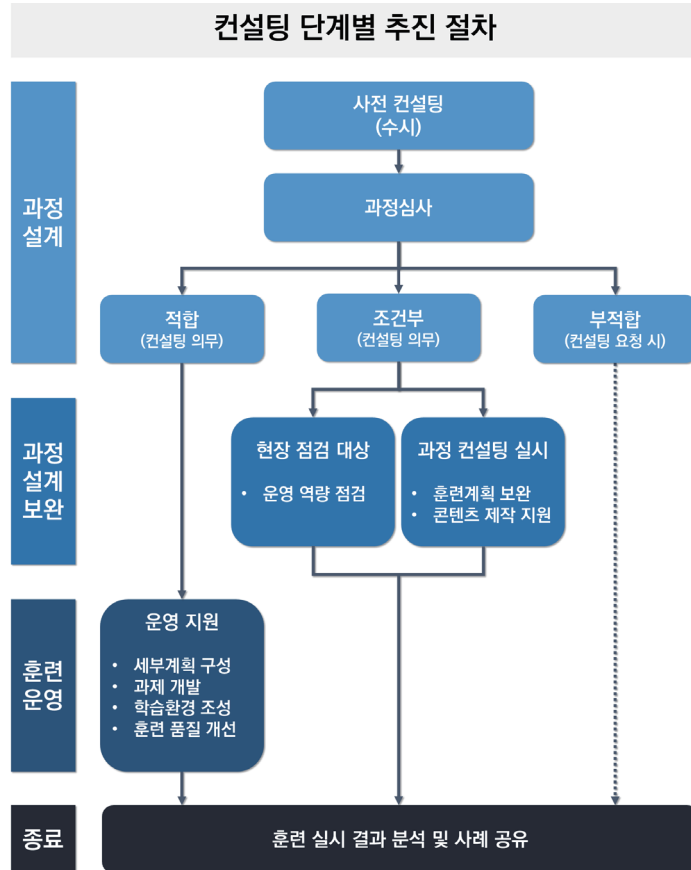 컨설팅 단계별 추진 절차
과정
설계
사전 컨설팅
(수시)
과정심사
적합
(컨설팅 의무)
조건부
(컨설팅 의무)
부적합
(컨설팅 요청 시)
과정
설계
보완
현장 점검 대상
• 운영 역량 점검
과정 컨설팅 실시
• 훈련계획 보완
• 콘텐츠 제작 지원
훈련
운영
운영 지원
• 세부계획 구성
• 과제 개발
• 학습환경 조성
• 훈련 품질 개선
종료
훈련 실시 결과 분석 및 사례 공유